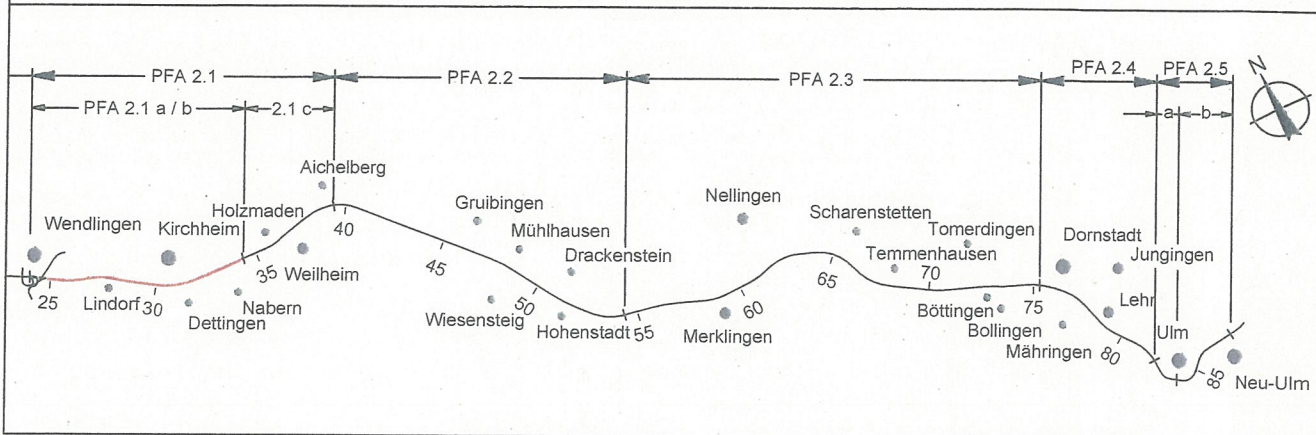 PFA 2.1
PFA 2.2
PFA 2.3
PFA 2.4
PFA 2.5
PFA 2.1 a / b
2.1 c
a
b
N
Aichelberg
Wendlingen
Kirchheim
Holzmaden
Weilheim
Gruibingen
Mühlhausen
Drackenstein
Nellingen
Scharenstetten
Tomerdingen
Temmenhausen
Dornstadt
Jungingen
25
Lindorf
30
Dettingen
Nabern
35
40
45
Wiesensteig
50
Hohenstadt
55
Merklingen
60
65
70
Böttingen
Bollingen
Mähringen
75
Lehr
80
Ulm
85
Neu-Ulm